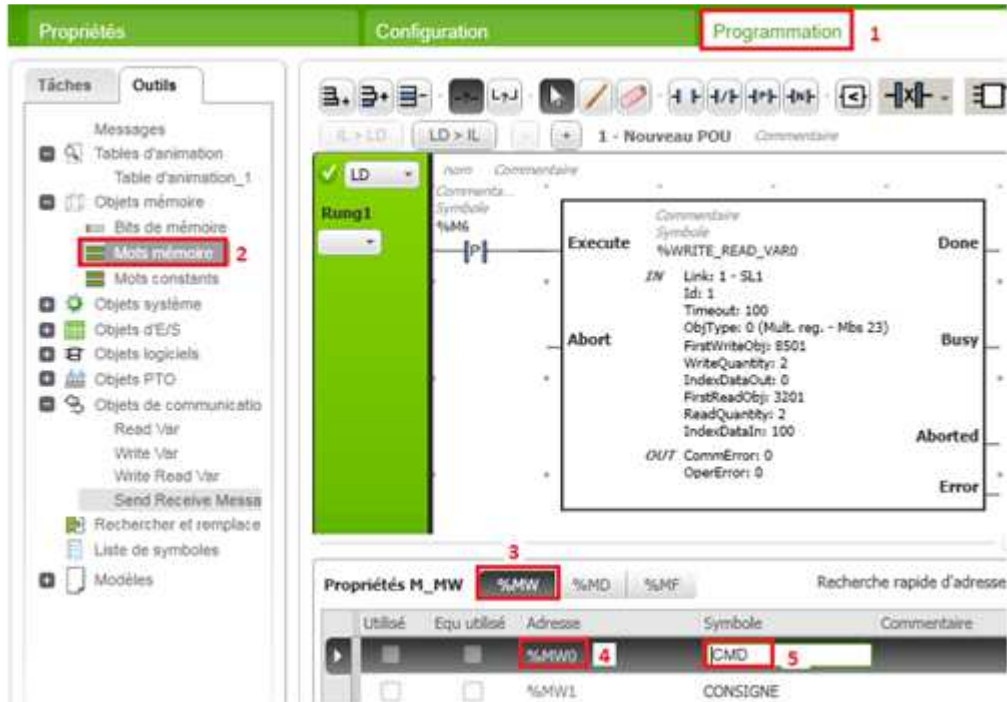 Propriétés
Configuration
Programmation
1
Tâches
Outils
Messages
Tables d'animation
Table d'animation_1
Objets mémoire
Bits de mémoire
Mots mémoire
2
Mots constants
Objets système
Objets d'E/S
Objets logiciels
Objets PTO
Objets de communicatio
Read Var
Write Var
Write Read Var
Send Receive Messa
Rechercher et remplace
Liste de symboles
Modèles
IL > LD
LD > IL
-
+
1 - Nouveau POU
Commentaire
LD
nom Commentaire
Commenta...
Symbole
Rung1
%M6
P
Commentaire
Symbole
%WRITE_READ_VAR0
Execute
Done
IN Link: 1 - SL1
Id: 1
Timeout: 100
ObjType: 0 (Mult. reg. - Mbs 23)
Abort
Busy
FirstWriteObj: 8501
WriteQuantity: 2
IndexDataOut: 0
FirstReadObj: 3201
ReadQuantity: 2
IndexDataIn: 100
Aborted
OUT CommError: 0
OperError: 0
Error
3
Propriétés M_MW
%MW
%MD
%MF
Recherche rapide d'adresse
Utilisé
Equ utilisé
Adresse
Symbole
Commentaire
%MW0
4
CMD
5
%MW1
CONSIGNE